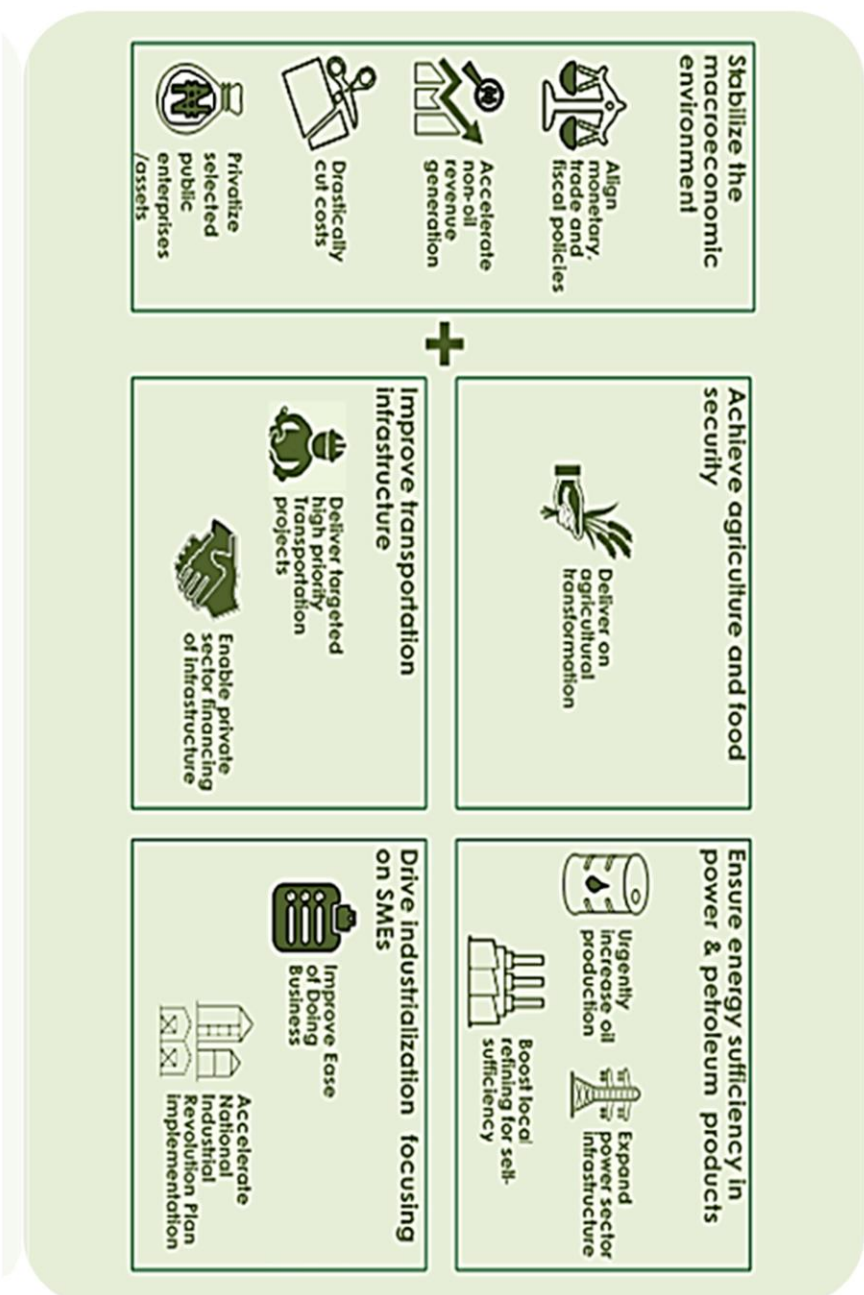 Stabilize the
macroeconomic
environment
Align
monetary,
trade and
fiscal policies
Accelerate
non-oil
revenue
generation
Drastically
cut costs
₦
Privatize
selected
public
enterprises
/assets
+
Achieve agriculture and food
security
Deliver on
agricultural
transformation
Ensure energy sufficiency in
power & petroleum products
Urgently
increase oil
production
Expand
power sector
infrastructure
Boost local
refining for self-
sufficiency
Improve transportation
infrastructure
Deliver targeted
high priority
Transportation
projects
Enable private
sector financing
of infrastructure
Drive industrialization focusing
on SMEs
Improve Ease
of Doing
Business
Accelerate
National
Industrial
Revolution Plan
implementation